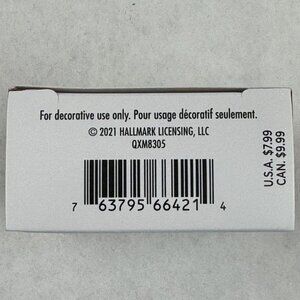 For decorative use only. Pour usage décoratif seulement.
© 2021 HALLMARK LICENSING, LLC
QXM8305
7 63795 66421 4
U.S.A. $7.99
CAN. $9.99